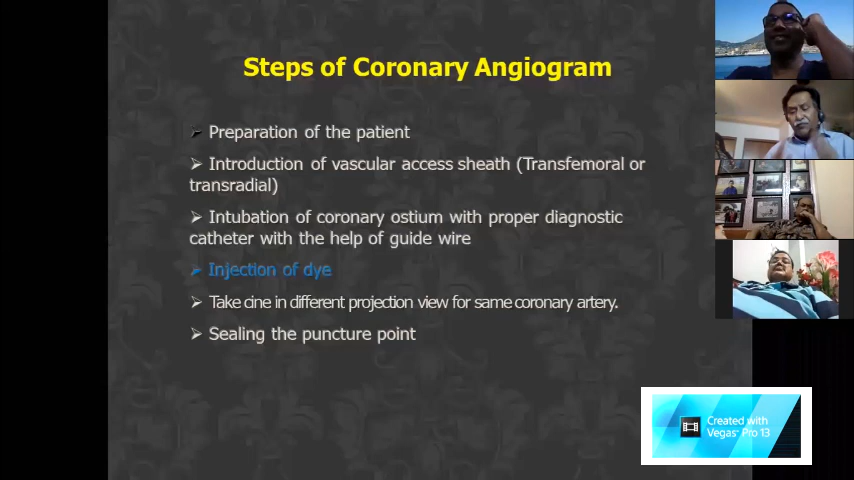 Steps of Coronary Angiogram
➢ Preparation of the patient
➢ Introduction of vascular access sheath (Transfemoral or
transradial)
➢ Intubation of coronary ostium with proper diagnostic
catheter with the help of guide wire
➢ Injection of dye
➢ Take cine in different projection view for same coronary artery.
➢ Sealing the puncture point
Created with
Vegas™ Pro 13